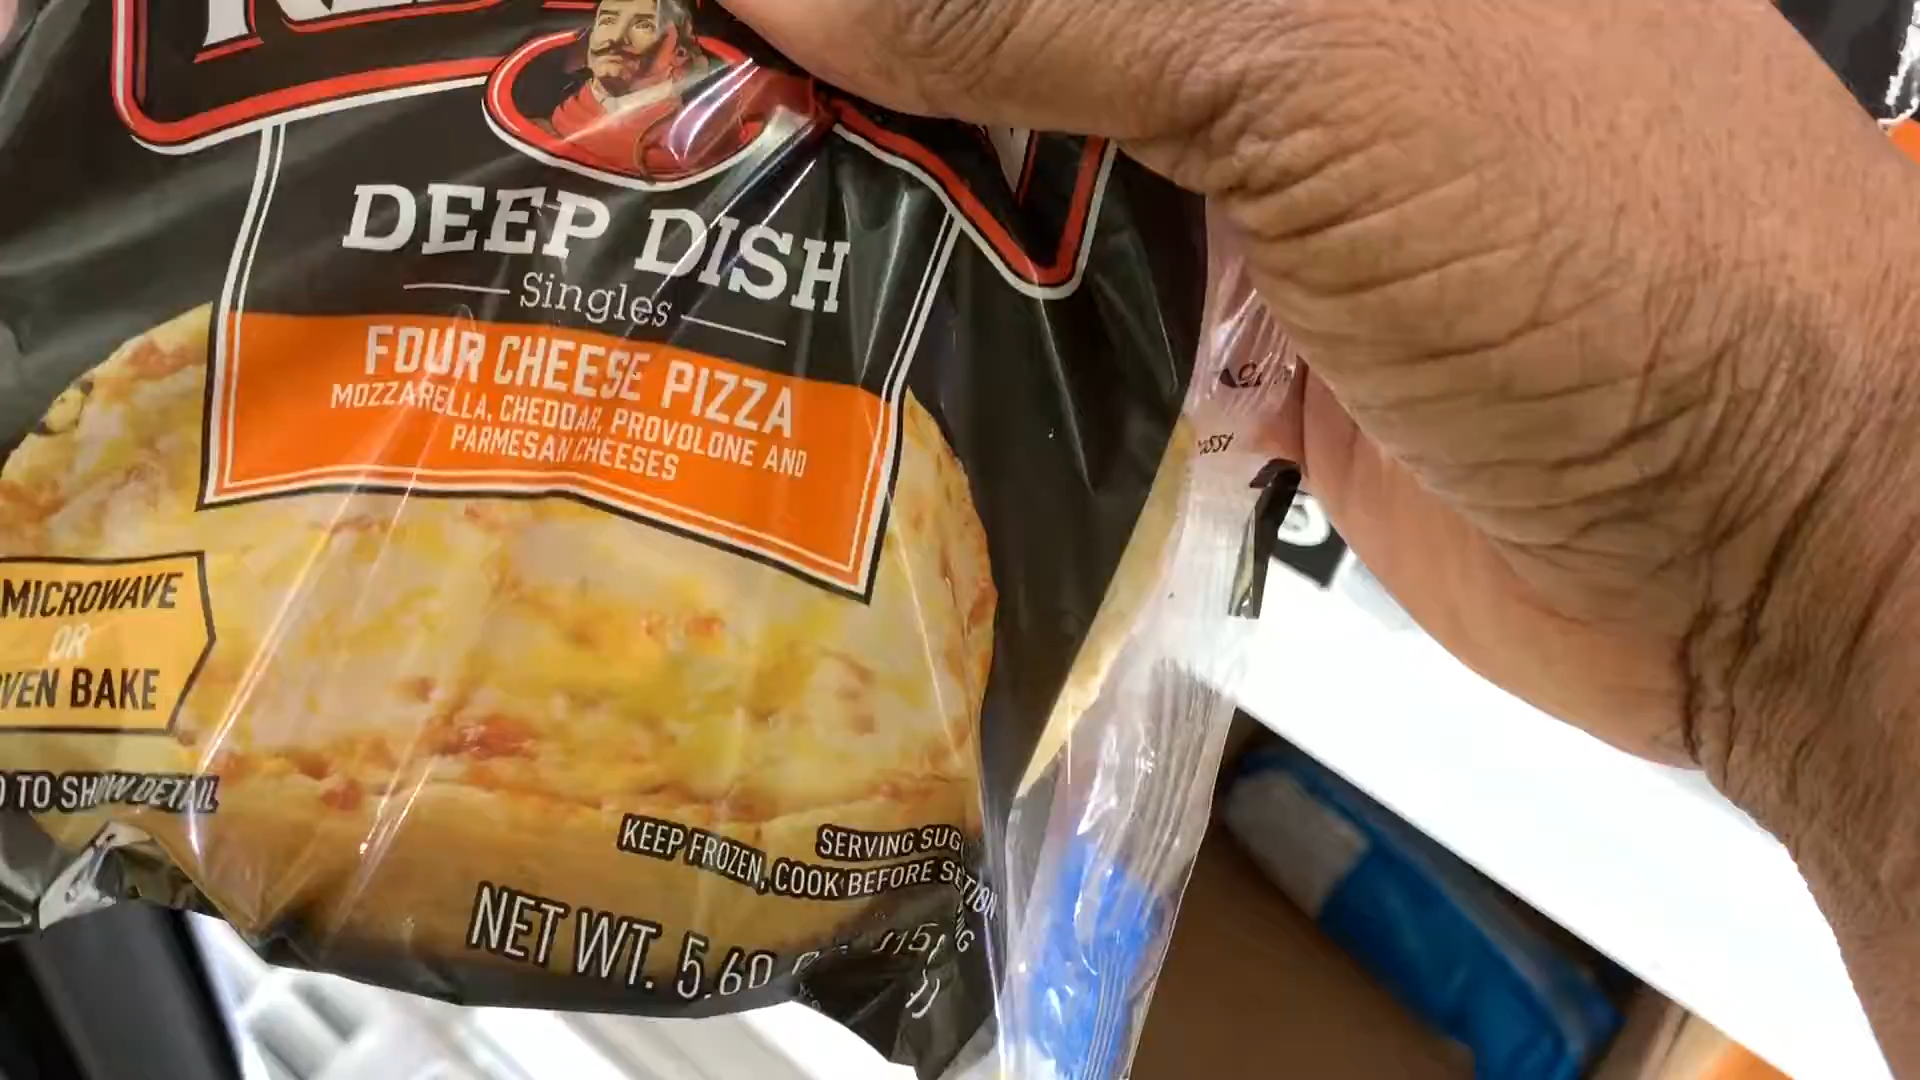 DEEP DISH
Singles
FOUR CHEESE PIZZA
MOZZARELLA, CHEDDAR, PROVOLONE AND
PARMESAN CHEESES
MICROWAVE
OR
VEN BAKE
TO SHOW DETAIL
SERVING SUG
KEEP FROZEN, COOK BEFORE
NET WT. 5.60